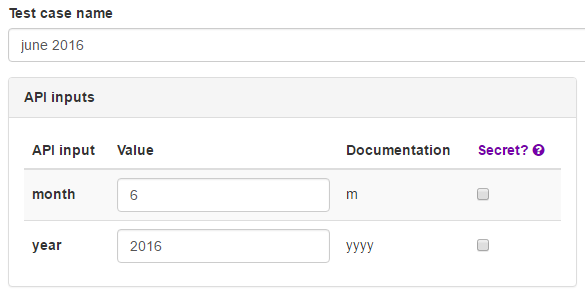 Test case name
june 2016
API inputs
API input Value Documentation Secret?
month 6 m
year 2016 yyyy